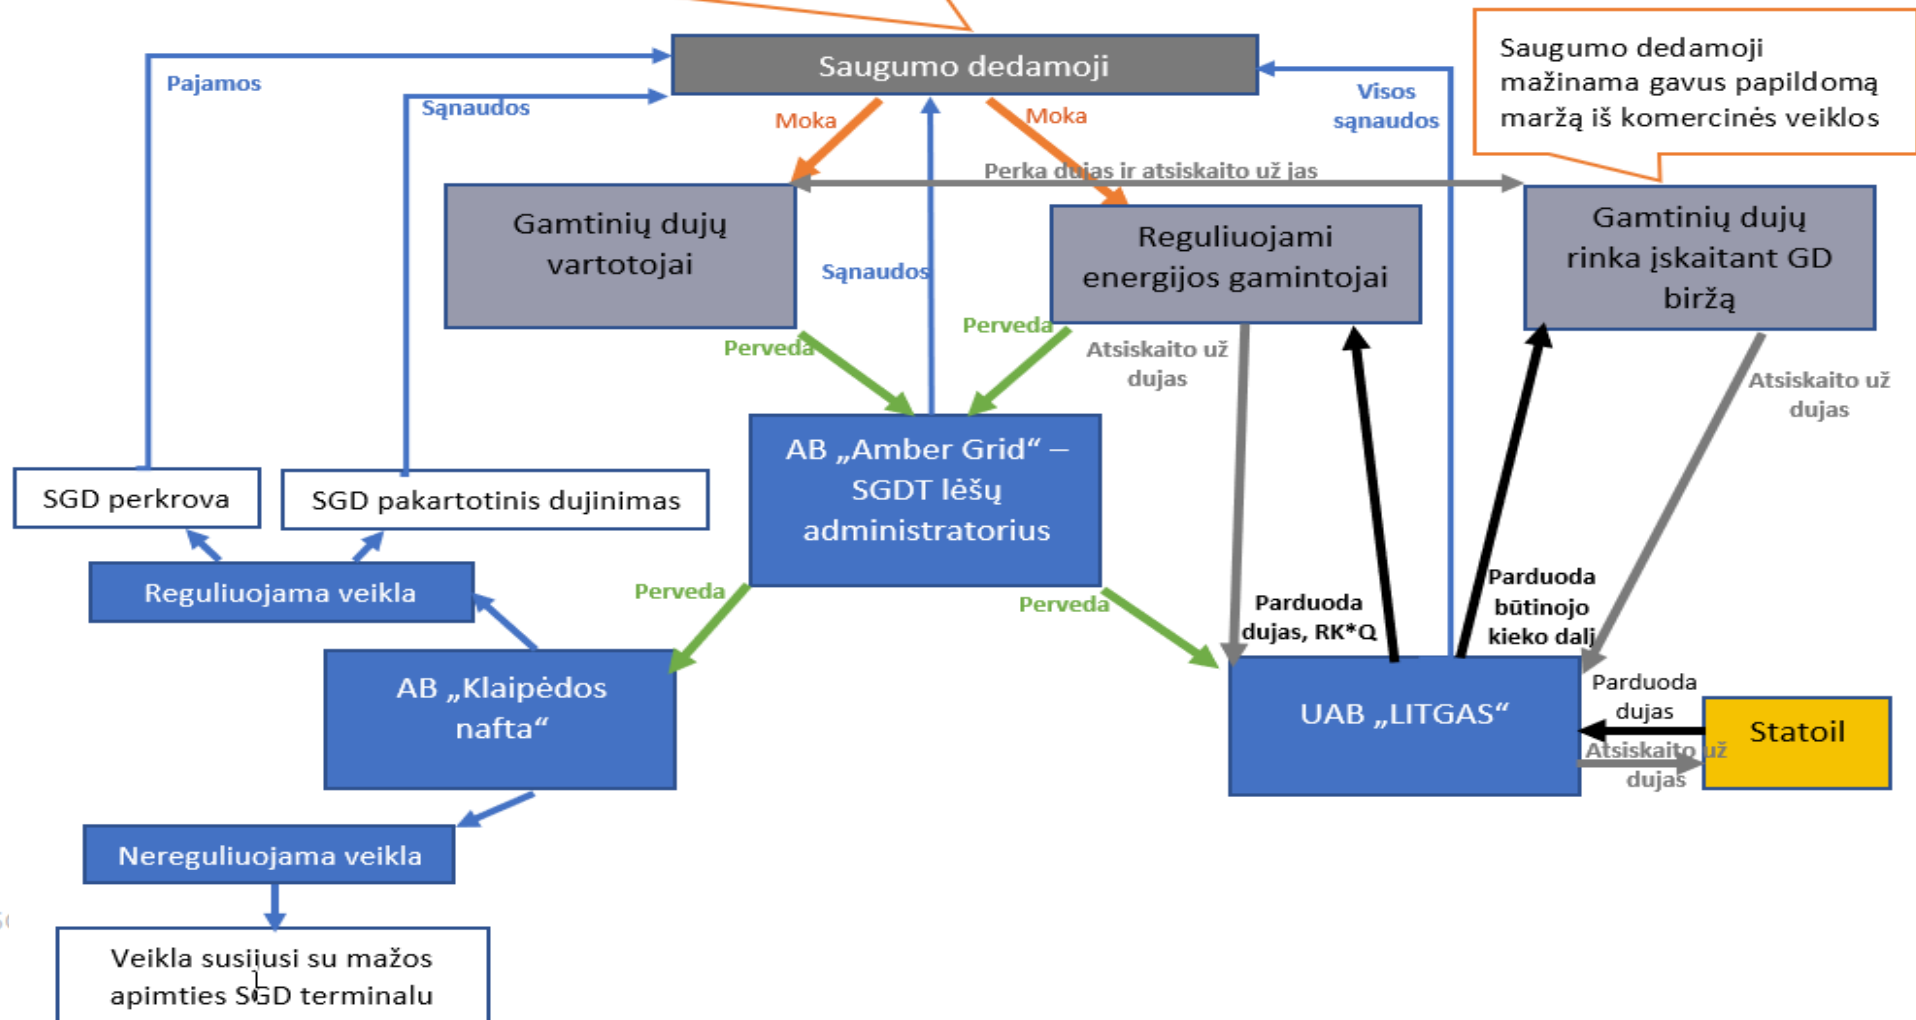 Saugumo dedamoji
Saugumo dedamoji
mažinama gavus papildomą
maržą iš komercinės veiklos
Pajamos
Sąnaudos
Moka
Moka
Visos
sąnaudos
Perka dujas ir atsiskaito už jas
Gamtinių dujų
vartotojai
Sąnaudos
Reguliuojami
energijos gamintojai
Gamtinių dujų
rinka įskaitant GD
biržą
Perveda
Perveda
Atsiskaito už
dujas
Atsiskaito už
dujas
AB „Amber Grid“ –
SGDT lėšų
administratorius
SGD perkrova
SGD pakartotinis dujinimas
Reguliuojama veikla
Perveda
Perveda
Parduoda
dujas, RK*Q
Parduoda
būtinojo
kieko dalį
AB „Klaipėdos
nafta“
UAB „LITGAS“
Parduoda
dujas
Statoil
Atsiskaito už
dujas
Nereguliuojama veikla
Veikla susijusi su mažos
apimties SGD terminalu